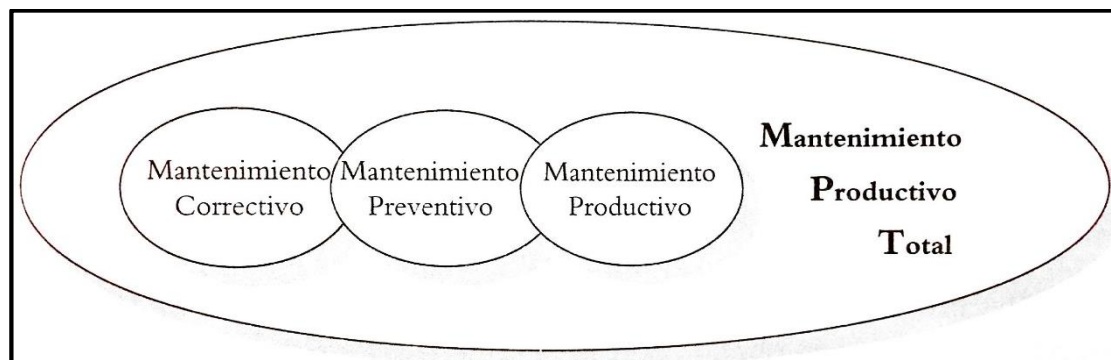 Mantenimiento
Correctivo
Mantenimiento
Preventivo
Mantenimiento
Productivo
Mantenimiento
Productivo
Total